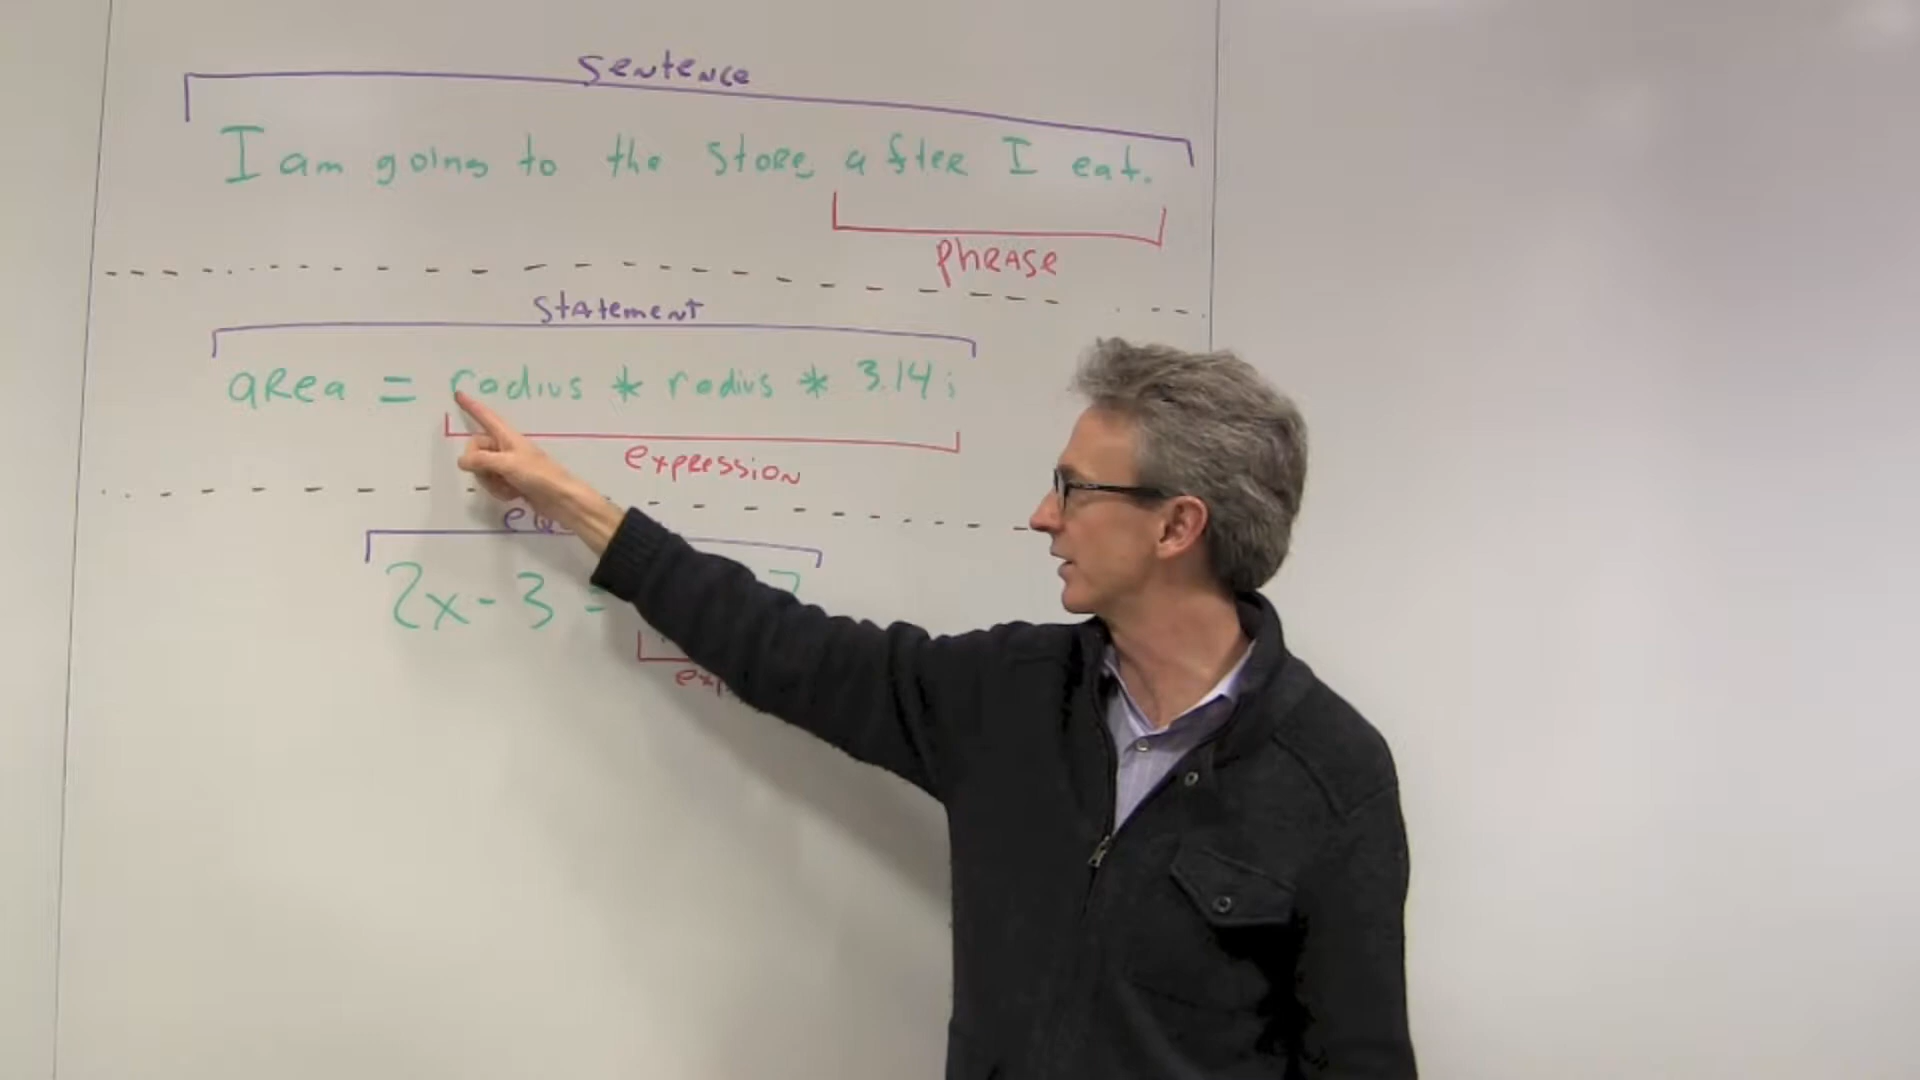 sentence
I am going to the store after I eat.
phrase
statement
area = radius * radius * 3.14;
expression
2x - 3 =